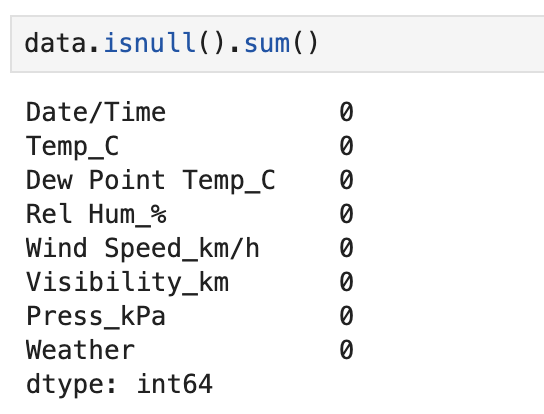 data.isnull().sum()
Date/Time 0
Temp_C 0
Dew Point Temp_C 0
Rel Hum_% 0
Wind Speed_km/h 0
Visibility_km 0
Press_kPa 0
Weather 0
dtype: int64